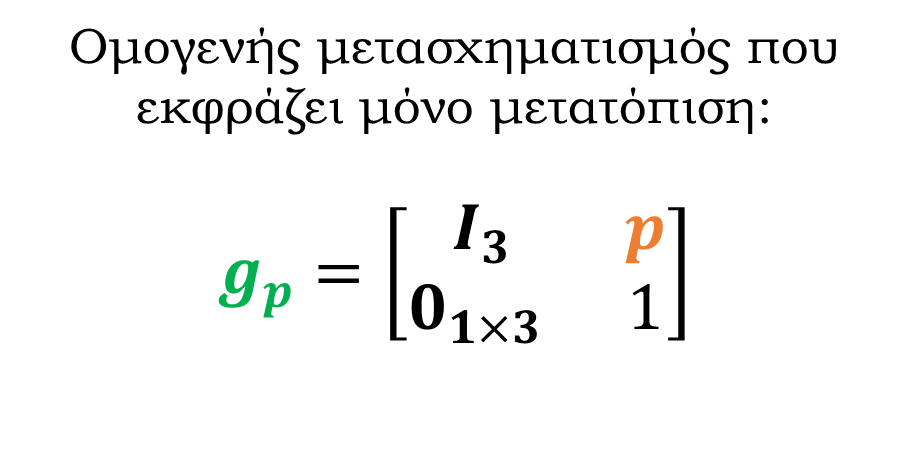 Ομογενής μετασχηματισμός που
εκφράζει μόνο μετατόπιση:
g_p = [ I_3 p
0_{1×3} 1 ]